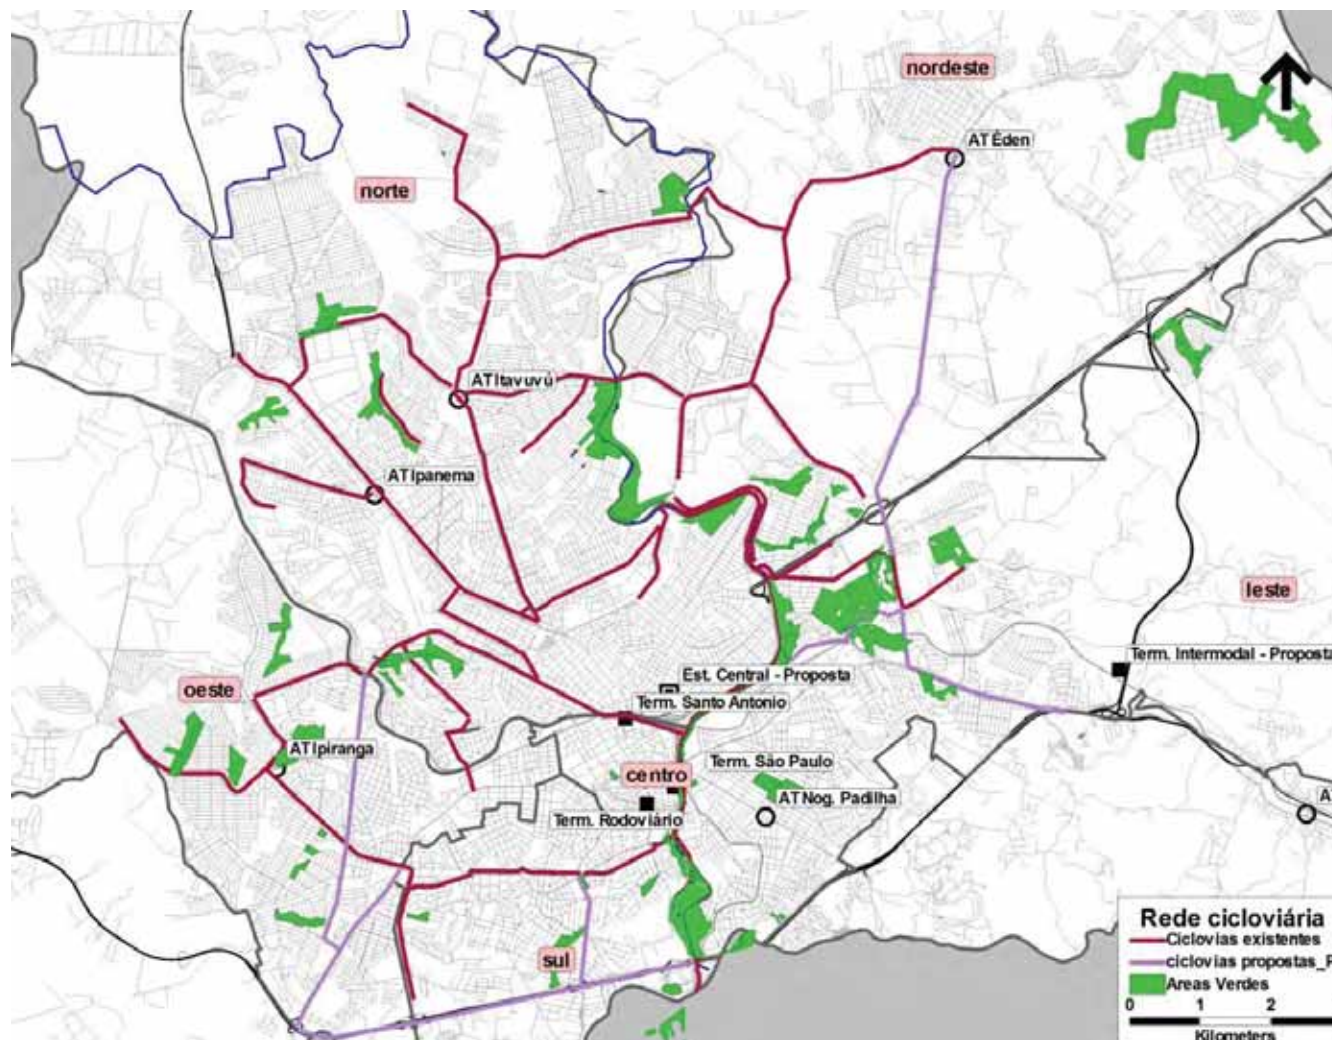 nordeste
AT Éden
norte
AT Itavuvú
AT Ipanema
leste
Term. Intermodal - Proposta
Est. Central - Proposta
oeste
Term. Santo Antonio
AT Ipiranga
Term. São Paulo
centro
AT Nog. Padilha
A
Term. Rodoviário
Rede cicloviária
Ciclovias existentes
sul
ciclovias propostas_P
Areas Verdes
0 1 2
Kilometers